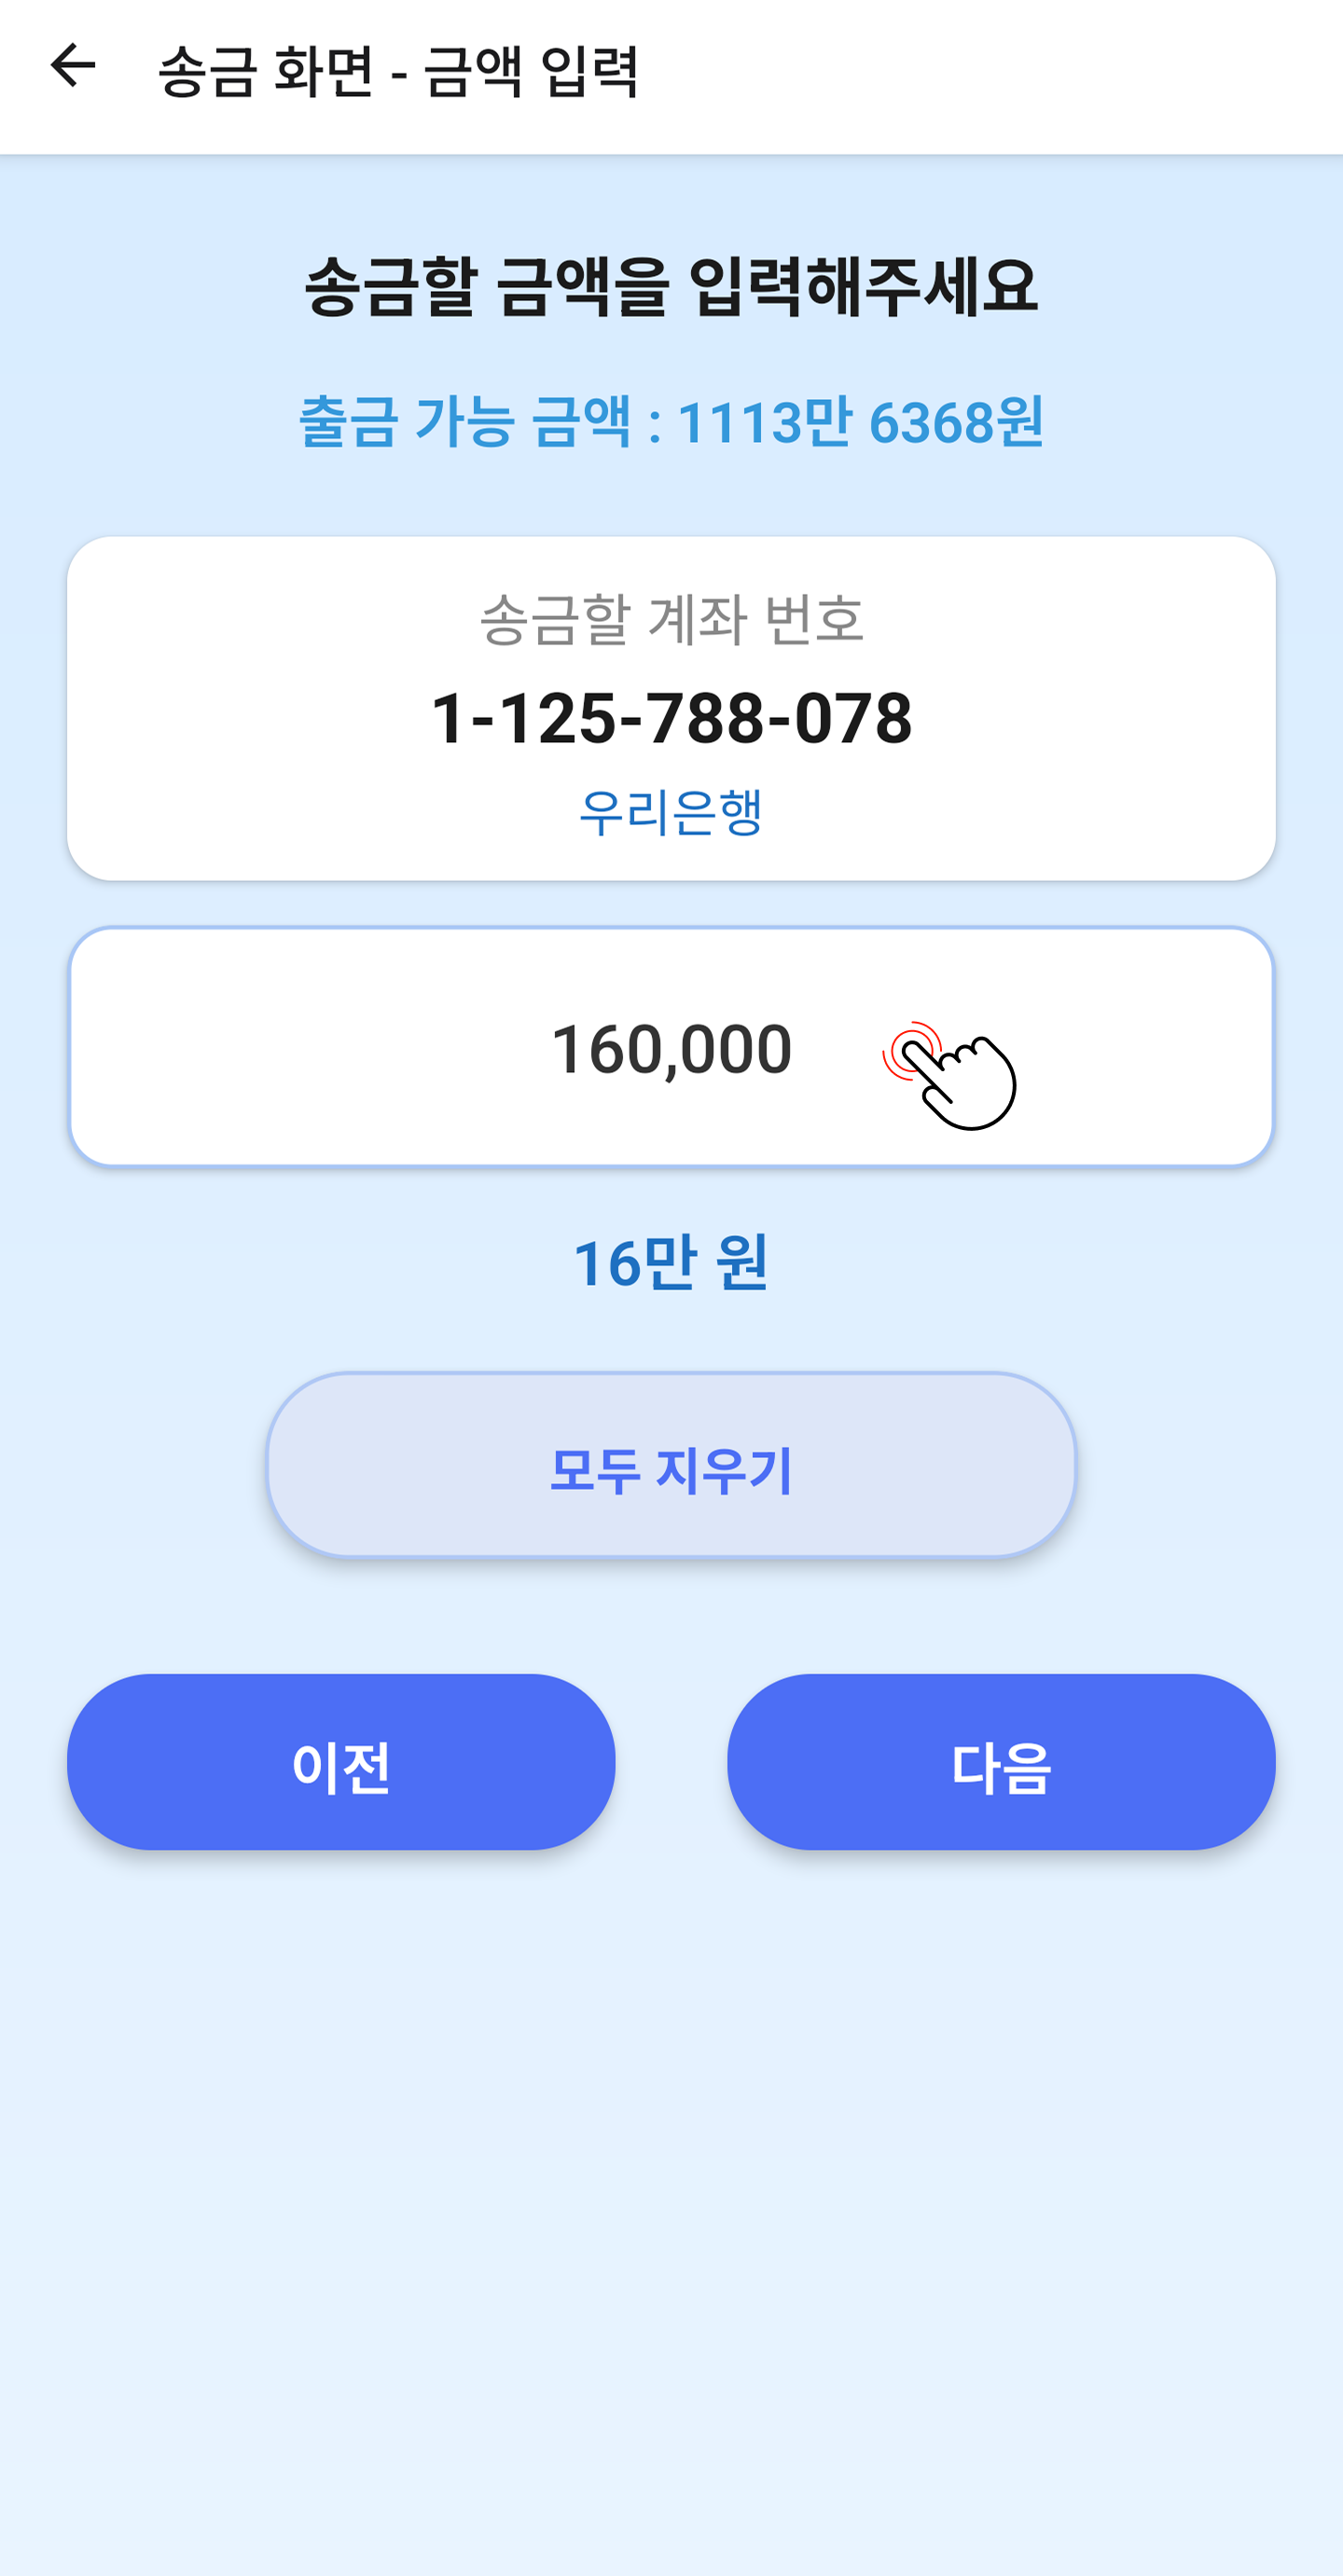 송금 화면 - 금액 입력
송금할 금액을 입력해주세요
출금 가능 금액 : 1113만 6368원
송금할 계좌 번호
1-125-788-078
우리은행
160,000
16만 원
모두 지우기
이전
다음